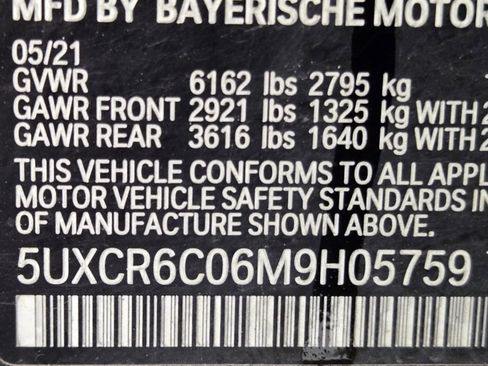 MFD BY BAYERISCHE MOTOR
05/21
GVWR 6162 lbs 2795 kg
GAWR FRONT 2921 lbs 1325 kg WITH 2
GAWR REAR 3616 lbs 1640 kg WITH 2
THIS VEHICLE CONFORMS TO ALL APPL
MOTOR VEHICLE SAFETY STANDARDS IN
OF MANUFACTURE SHOWN ABOVE.
5UXCR6C06M9H05759